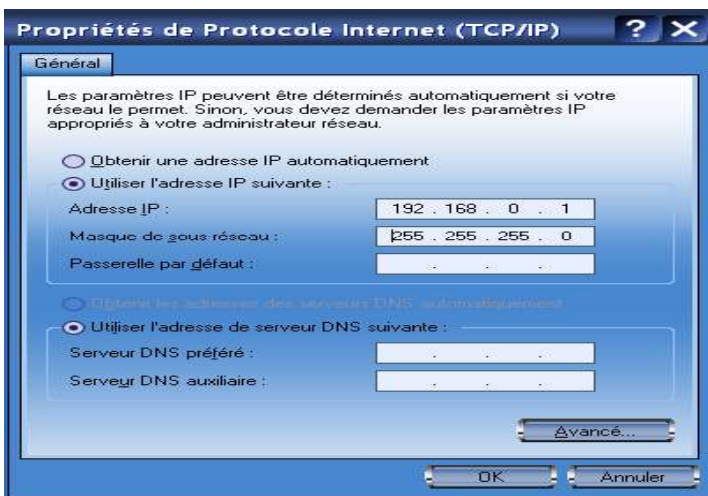 Propriétés de Protocole Internet (TCP/IP)
Général
Les paramètres IP peuvent être déterminés automatiquement si votre
réseau le permet. Sinon, vous devez demander les paramètres IP
appropriés à votre administrateur réseau.
Obtenir une adresse IP automatiquement
Utiliser l'adresse IP suivante :
Adresse IP : 192 . 168 . 0 . 1
Masque de sous réseau : 255 . 255 . 255 . 0
Passerelle par défaut : . . .
Obtenir les adresses des serveurs DNS automatiquement
Utiliser l'adresse de serveur DNS suivante :
Serveur DNS préféré : . . .
Serveur DNS auxiliaire : . . .
Avancé...
OK Annuler